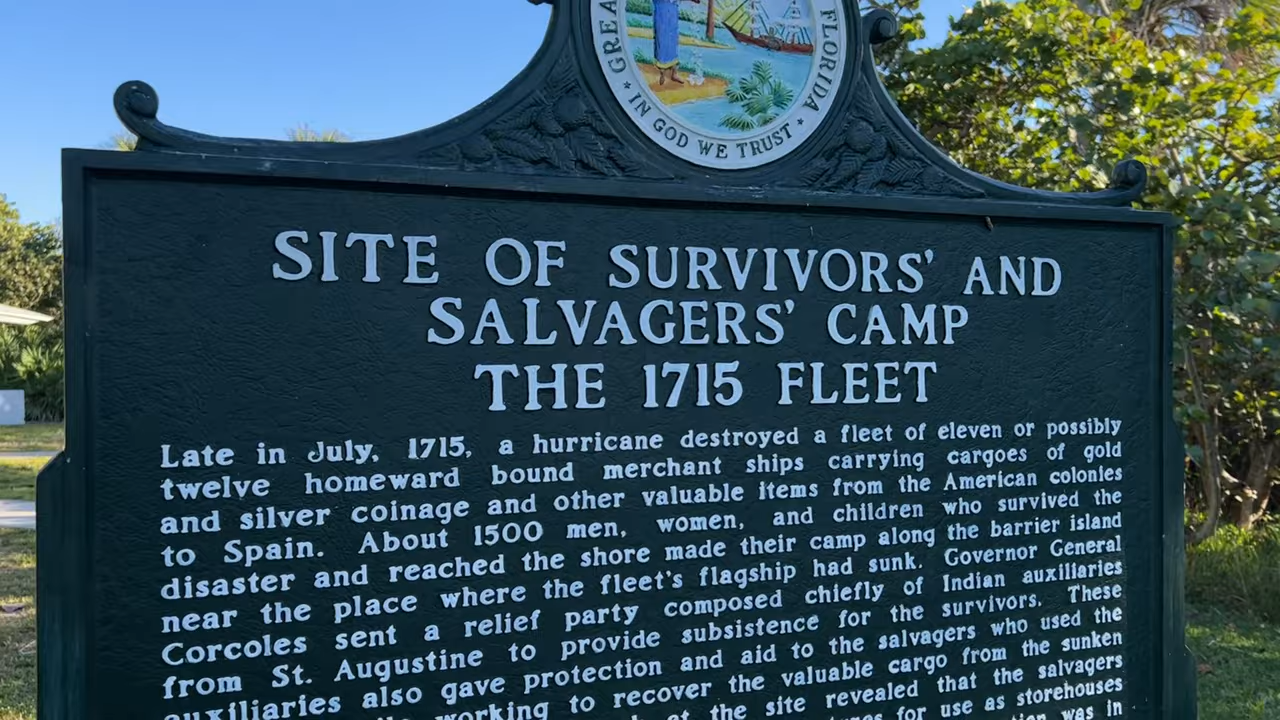 GREA
FLORIDA
IN GOD WE TRUST
SITE OF SURVIVORS' AND
SALVAGERS' CAMP
THE 1715 FLEET
Late in July, 1715, a hurricane destroyed a fleet of eleven or possibly
twelve homeward bound merchant ships carrying cargoes of gold
and silver coinage and other valuable items from the American colonies
to Spain. About 1500 men, women, and children who survived the
disaster and reached the shore made their camp along the barrier island
near the place where the fleet's flagship had sunk. Governor General
Corcoles sent a relief party composed chiefly of Indian auxiliaries
from St. Augustine to provide subsistence for the survivors. These
auxiliaries also gave protection and aid to the salvagers who used the
working to recover the valuable cargo from the sunken
at the site revealed that the salvagers
for use as storehouses
was in